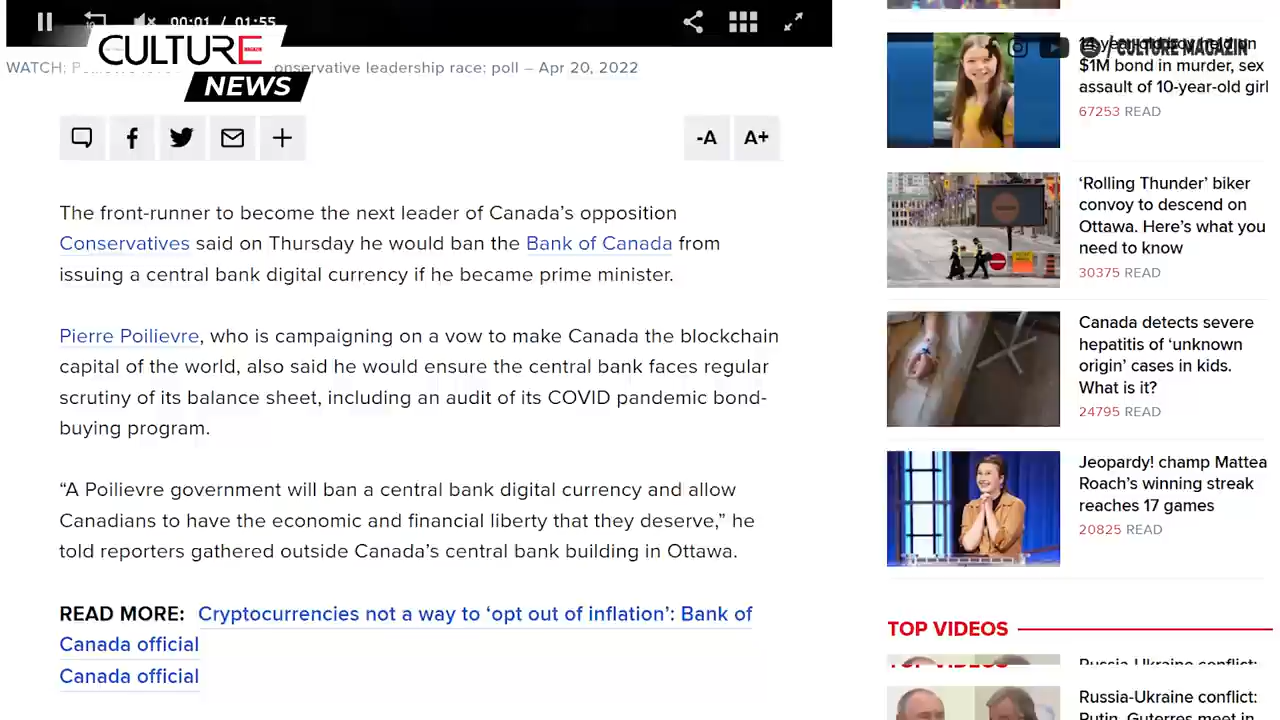 00:01 / 01:55
CULTURE
NEWS
WATCH: onservative leadership race: poll – Apr 20, 2022
-A A+
The front-runner to become the next leader of Canada’s opposition
Conservatives said on Thursday he would ban the Bank of Canada from
issuing a central bank digital currency if he became prime minister.
Pierre Poilievre, who is campaigning on a vow to make Canada the blockchain
capital of the world, also said he would ensure the central bank faces regular
scrutiny of its balance sheet, including an audit of its COVID pandemic bond-
buying program.
“A Poilievre government will ban a central bank digital currency and allow
Canadians to have the economic and financial liberty that they deserve,” he
told reporters gathered outside Canada’s central bank building in Ottawa.
READ MORE: Cryptocurrencies not a way to ‘opt out of inflation’: Bank of
Canada official
Canada official
/ CULTURE MAGAZIN
$1M bond in murder, sex
assault of 10-year-old girl
67253 READ
‘Rolling Thunder’ biker
convoy to descend on
Ottawa. Here’s what you
need to know
30375 READ
Canada detects severe
hepatitis of ‘unknown
origin’ cases in kids.
What is it?
24795 READ
Jeopardy! champ Mattea
Roach’s winning streak
reaches 17 games
20825 READ
TOP VIDEOS
TOP VIDEOS
Russia-Ukraine conflict:
Russia-Ukraine conflict:
Putin, Guterres meet in